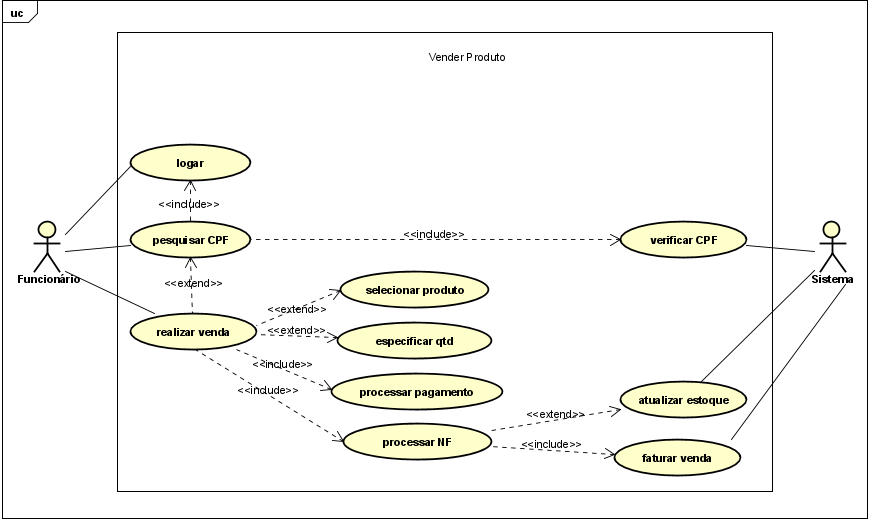 uc
Vender Produto
logar
<<include>>
pesquisar CPF
<<include>>
verificar CPF
Funcionário
Sistema
<<extend>>
selecionar produto
<<extend>>
realizar venda
<<extend>>
especificar qtd
<<include>>
processar pagamento
<<include>>
atualizar estoque
<<extend>>
processar NF
<<include>>
faturar venda